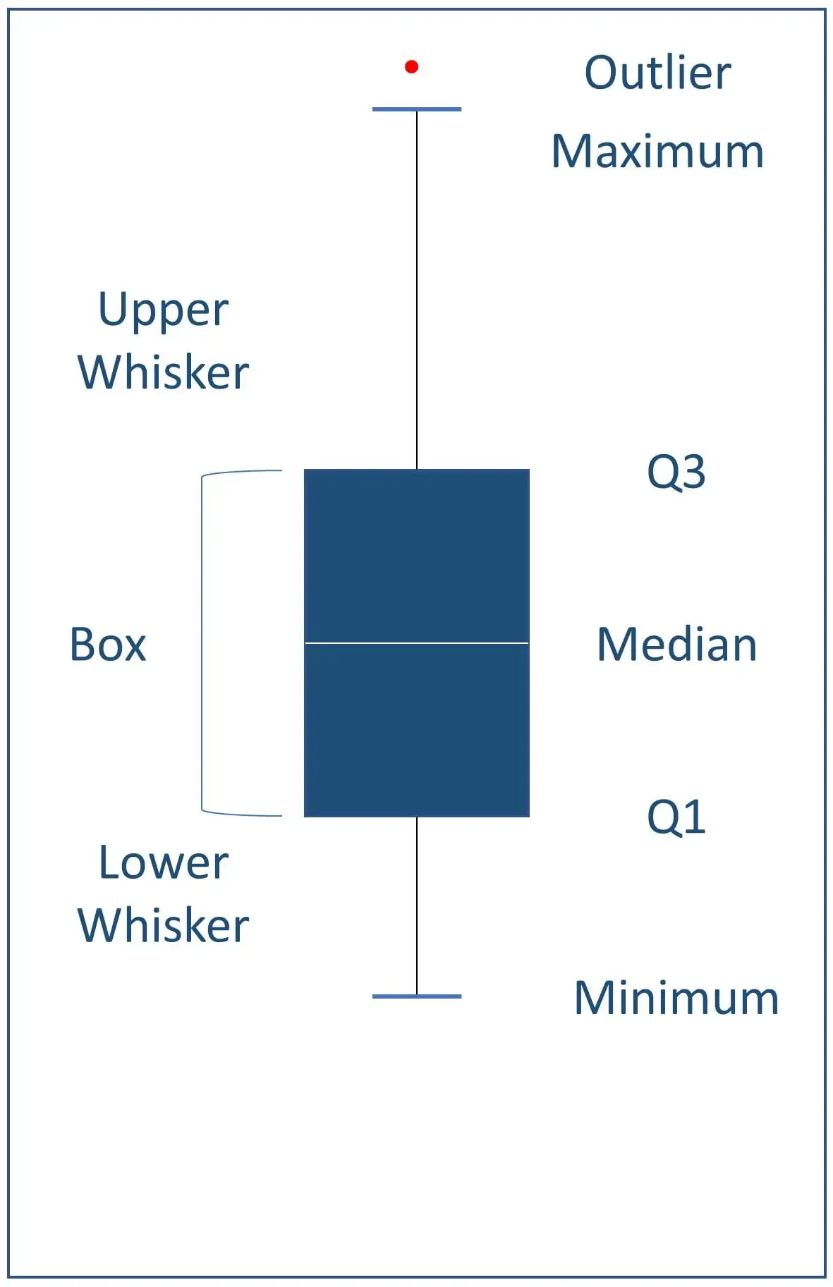 Outlier
Maximum
Upper
Whisker
Q3
Box
Median
Q1
Lower
Whisker
Minimum